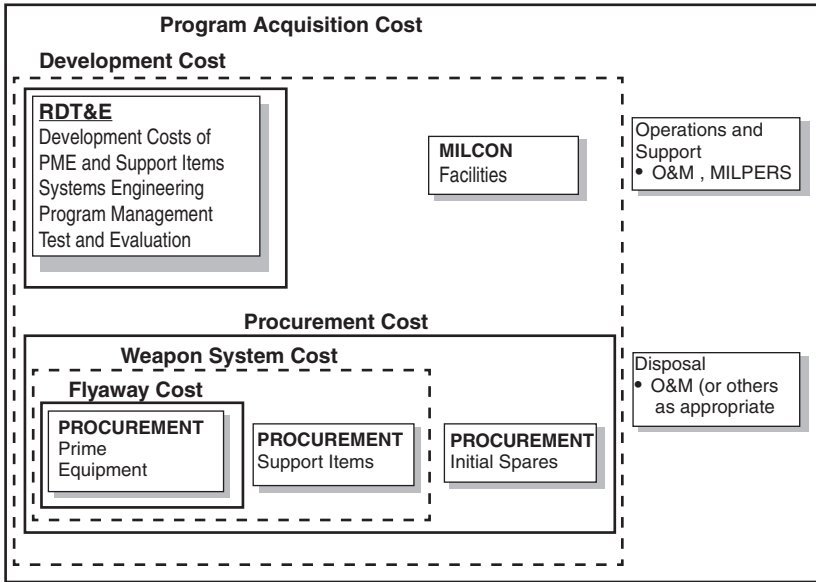 Program Acquisition Cost
Development Cost
RDT&E
Development Costs of
PME and Support Items
Systems Engineering
Program Management
Test and Evaluation
MILCON
Facilities
Operations and
Support
• O&M , MILPERS
Procurement Cost
Weapon System Cost
Flyaway Cost
PROCUREMENT
Prime
Equipment
PROCUREMENT
Support Items
PROCUREMENT
Initial Spares
Disposal
• O&M (or others
as appropriate